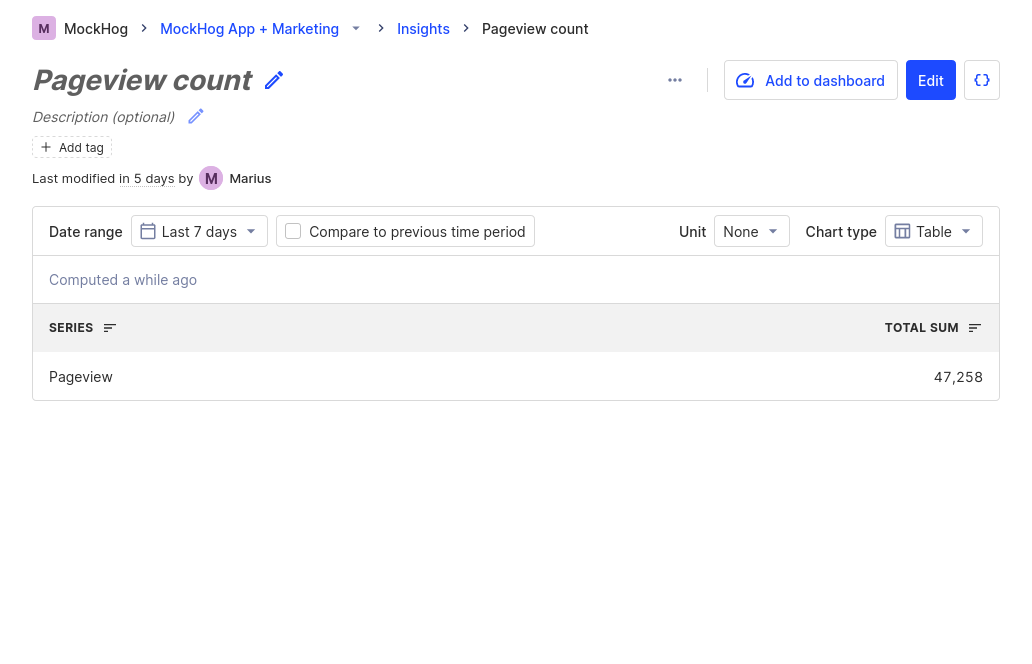 M MockHog MockHog App + Marketing Insights Pageview count
Pageview count
Add to dashboard Edit
Description (optional)
Add tag
Last modified in 5 days by M Marius
Date range Last 7 days Compare to previous time period Unit None Chart type Table
Computed a while ago
SERIES TOTAL SUM
Pageview 47,258